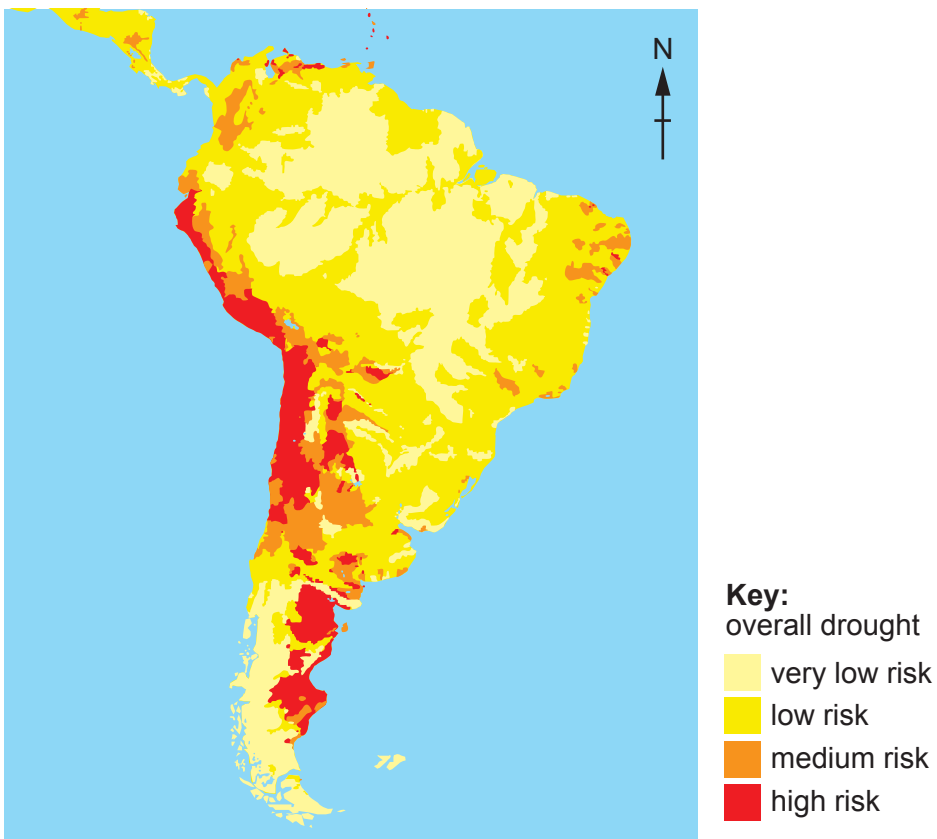 N
Key:
overall drought
very low risk
low risk
medium risk
high risk